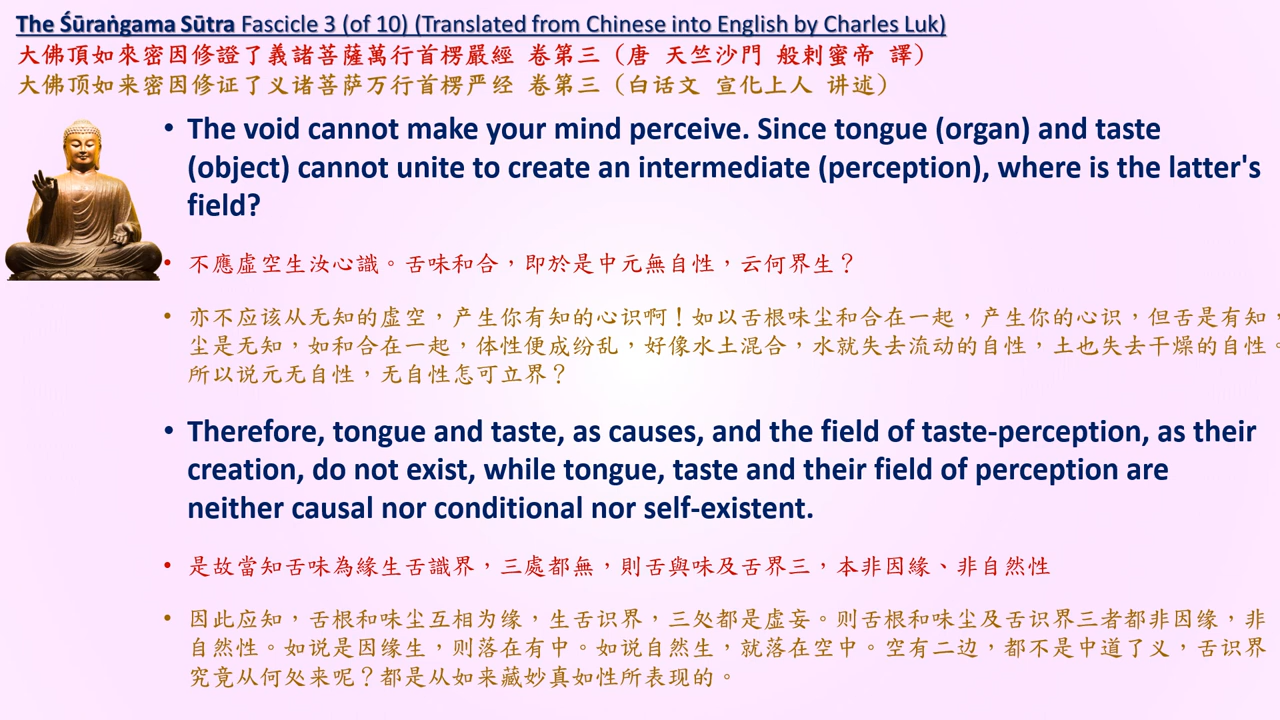 The Śūraṅgama Sūtra Fascicle 3 (of 10) (Translated from Chinese into English by Charles Luk)
大佛頂如來密因修證了義諸菩薩萬行首楞嚴經 卷第三（唐 天竺沙門 般剌蜜帝 譯）
大佛顶如来密因修证了义诸菩萨万行首楞严经 卷第三（白话文 宣化上人 讲述）
• The void cannot make your mind perceive. Since tongue (organ) and taste
(object) cannot unite to create an intermediate (perception), where is the latter's
field?
• 不應虛空生汝心識。舌味和合，即於是中元無自性，云何界生？
• 亦不应该从无知的虚空，产生你有知的心识啊！如以舌根味尘和合在一起，产生你的心识，但舌是有知，
尘是无知，如和合在一起，体性便成纷乱，好像水土混合，水就失去流动的自性，土也失去干燥的自性。
所以说元无自性，无自性怎可立界？
• Therefore, tongue and taste, as causes, and the field of taste-perception, as their
creation, do not exist, while tongue, taste and their field of perception are
neither causal nor conditional nor self-existent.
• 是故當知舌味為緣生舌識界，三處都無，則舌與味及舌界三，本非因緣、非自然性
• 因此应知，舌根和味尘互相为缘，生舌识界，三处都是虚妄。则舌根和味尘及舌识界三者都非因缘，非
自然性。如说是因缘生，则落在有中。如说自然生，就落在空中。空有二边，都不是中道了义，舌识界
究竟从何处来呢？都是从如来藏妙真如性所表现的。